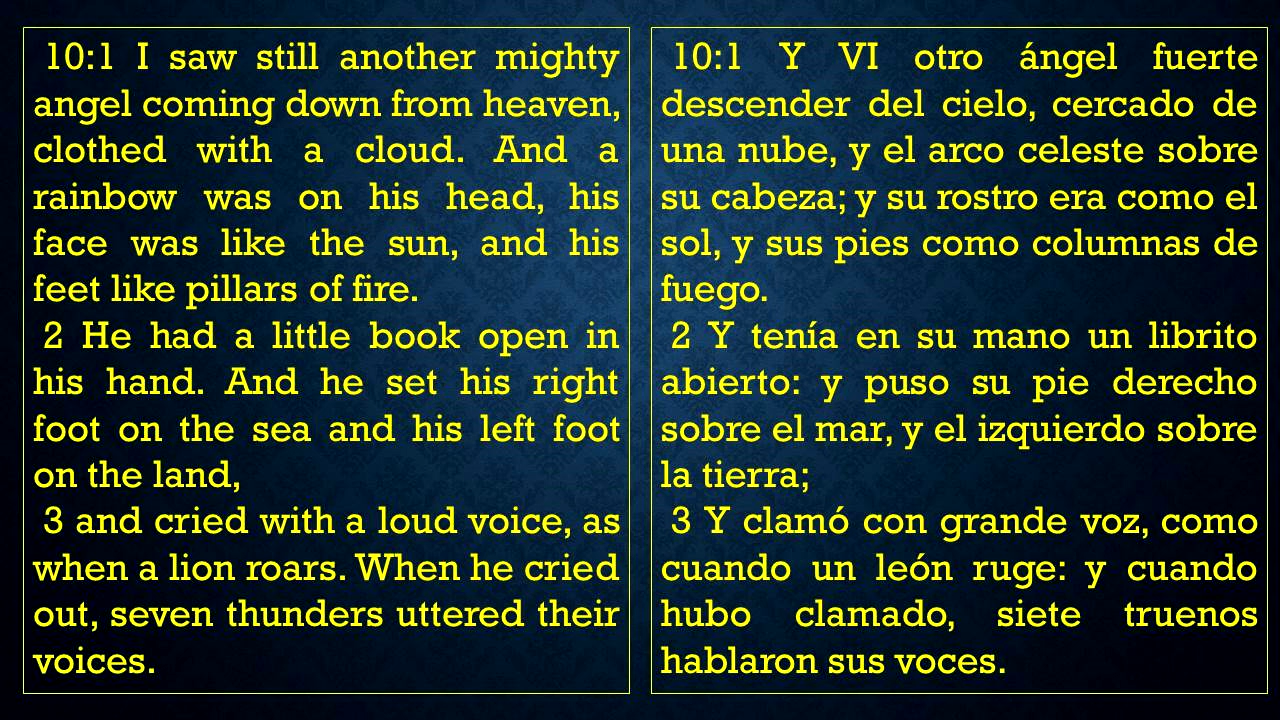 10:1 I saw still another mighty
angel coming down from heaven,
clothed with a cloud. And a
rainbow was on his head, his
face was like the sun, and his
feet like pillars of fire.
2 He had a little book open in
his hand. And he set his right
foot on the sea and his left foot
on the land,
3 and cried with a loud voice, as
when a lion roars. When he cried
out, seven thunders uttered their
voices.
10:1 Y VI otro ángel fuerte
descender del cielo, cercado de
una nube, y el arco celeste sobre
su cabeza; y su rostro era como el
sol, y sus pies como columnas de
fuego.
2 Y tenía en su mano un librito
abierto: y puso su pie derecho
sobre el mar, y el izquierdo sobre
la tierra;
3 Y clamó con grande voz, como
cuando un león ruge: y cuando
hubo clamado, siete truenos
hablaron sus voces.